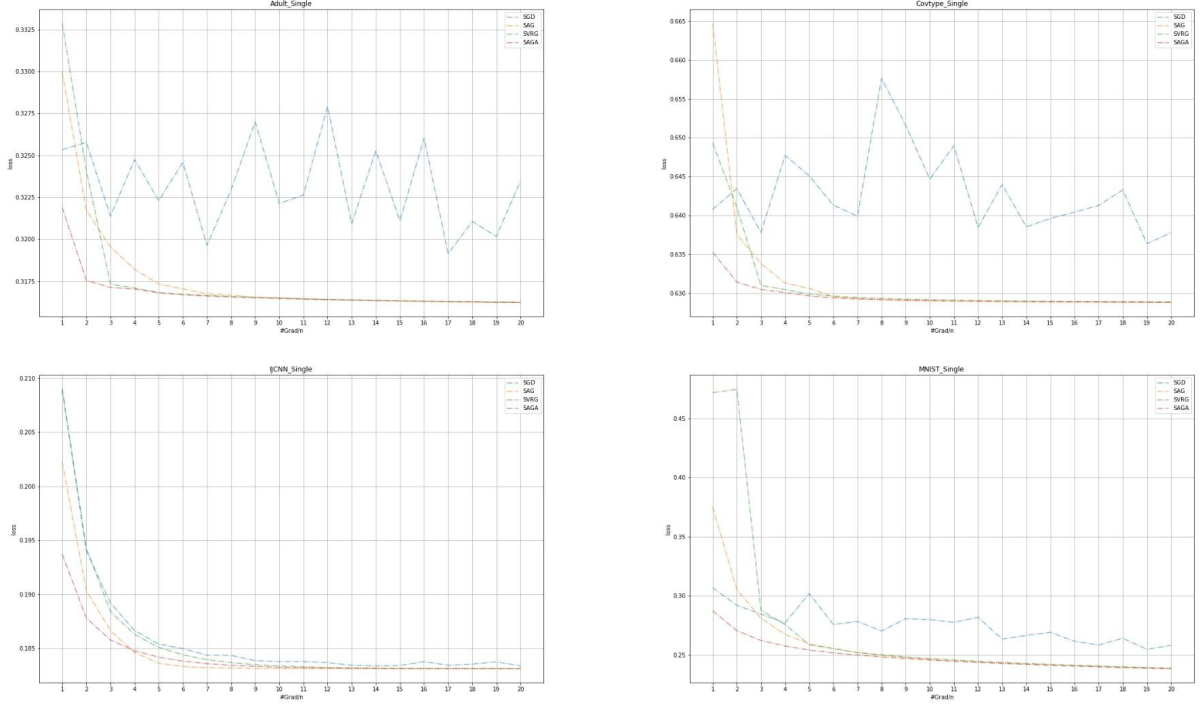 Adult_Single
0.3325
0.3300
0.3275
0.3250
0.3225
0.3200
0.3175
loss
SGD
SAG
SVRG
SAGA
1 2 3 4 5 6 7 8 9 10 11 12 13 14 15 16 17 18 19 20
#Grad/n
Covtype_Single
0.665
0.660
0.655
0.650
0.645
0.640
0.635
0.630
loss
SGD
SAG
SVRG
SAGA
1 2 3 4 5 6 7 8 9 10 11 12 13 14 15 16 17 18 19 20
#Grad/n
IJCNN_Single
0.210
0.205
0.200
0.195
0.190
0.185
loss
SGD
SAG
SVRG
SAGA
1 2 3 4 5 6 7 8 9 10 11 12 13 14 15 16 17 18 19 20
#Grad/n
MNIST_Single
0.45
0.40
0.35
0.30
0.25
loss
SGD
SAG
SVRG
SAGA
1 2 3 4 5 6 7 8 9 10 11 12 13 14 15 16 17 18 19 20
#Grad/n